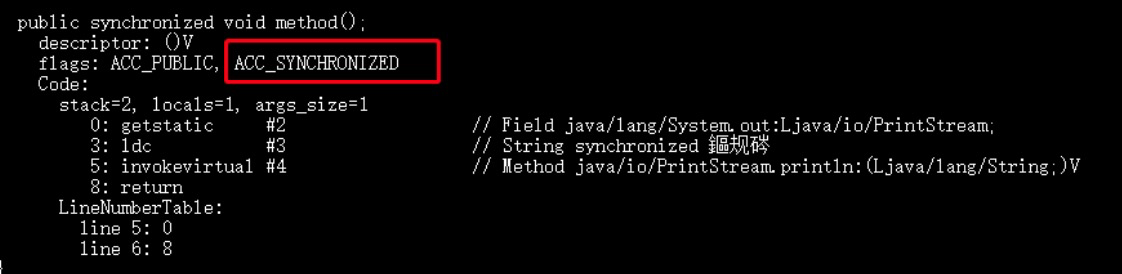 public synchronized void method();
descriptor: ()V
flags: ACC_PUBLIC, ACC_SYNCHRONIZED
Code:
stack=2, locals=1, args_size=1
0: getstatic #2 // Field java/lang/System.out:Ljava/io/PrintStream;
3: ldc #3 // String synchronized 鏂规硶
5: invokevirtual #4 // Method java/io/PrintStream.println:(Ljava/lang/String;)V
8: return
LineNumberTable:
line 5: 0
line 6: 8